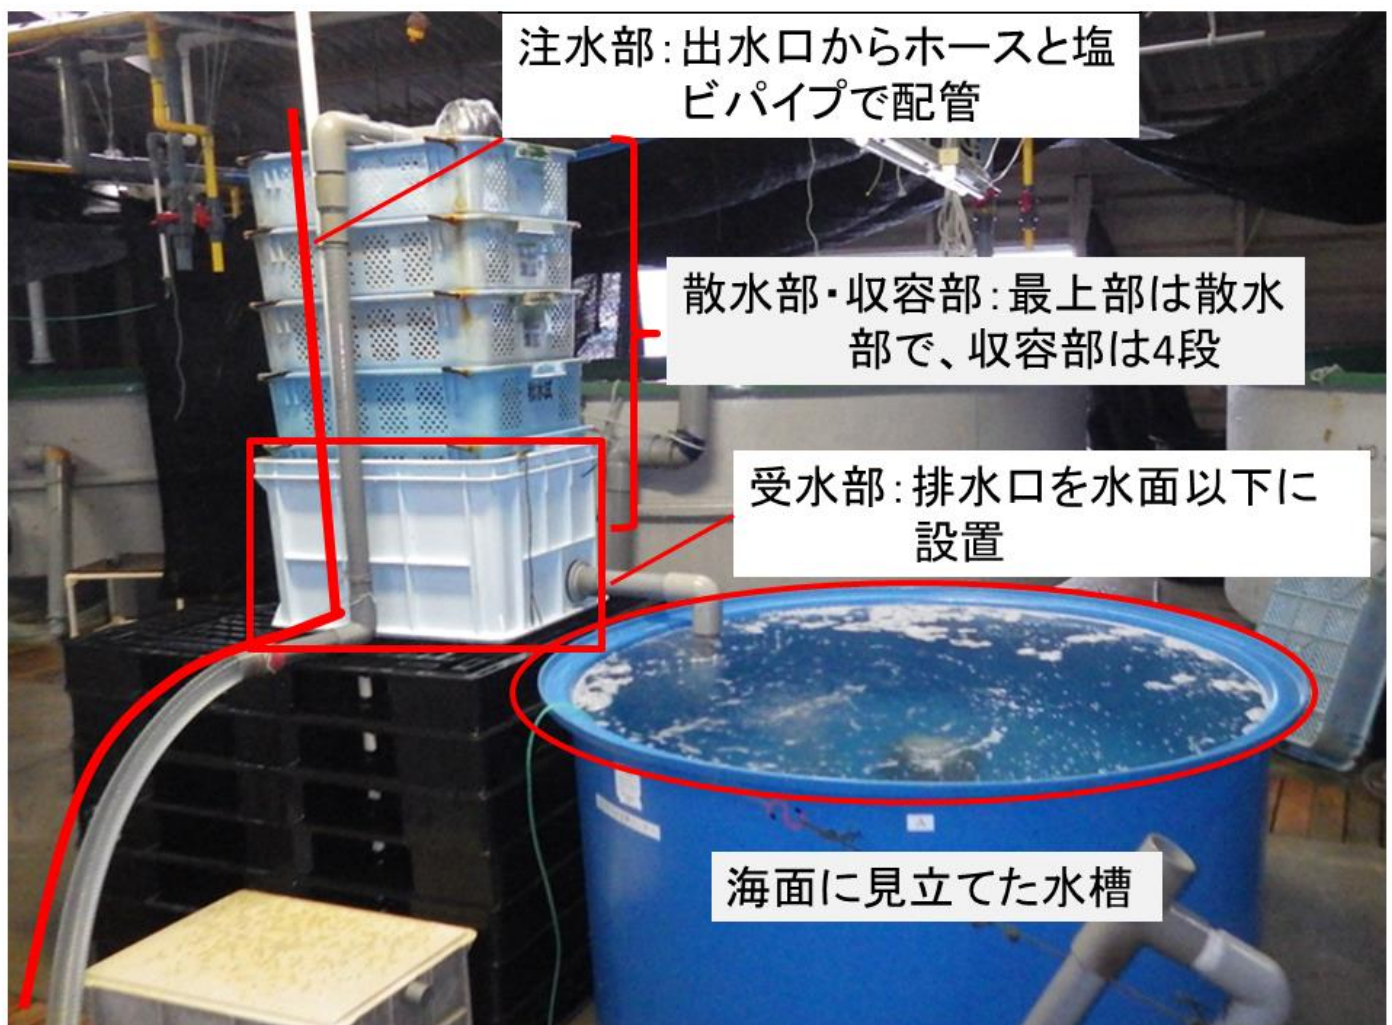 注水部：出水口からホースと塩
ビパイプで配管
散水部・収容部：最上部は散水
部で、収容部は4段
受水部：排水口を水面以下に
設置
海面に見立てた水槽
A